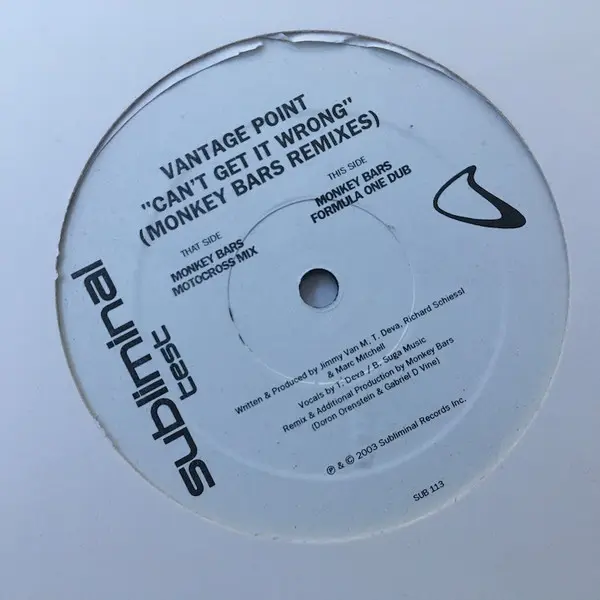 VANTAGE POINT
"CAN'T GET IT WRONG"
(MONKEY BARS REMIXES)
THAT SIDE
MONKEY BARS
MOTOCROSS MIX
THIS SIDE
MONKEY BARS
FORMULA ONE DUB
subliminal
test
Written & Produced by Jimmy Van M, T. Deva, Richard Schiessl
& Marc Mitchell
Vocals by T. Deva / B. Suga Music
Remix & Additional Production by Monkey Bars
(Doron Orenstein & Gabriel D Vine)
℗ & © 2003 Subliminal Records Inc.
SUB 113